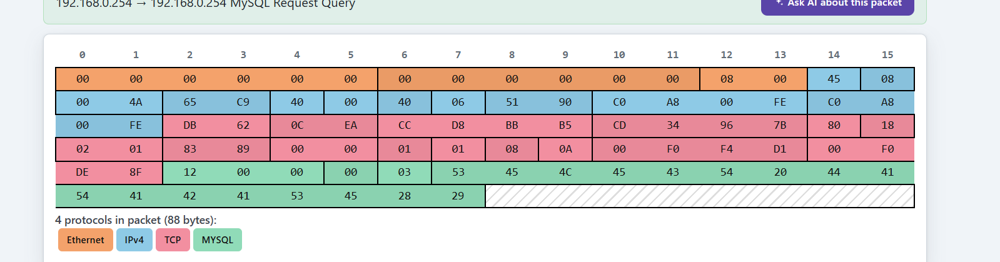 192.168.0.254 → 192.168.0.254 MySQL Request Query
Ask AI about this packet
0 1 2 3 4 5 6 7 8 9 10 11 12 13 14 15
00 00 00 00 00 00 00 00 00 00 00 00 08 00 45 08
00 4A 65 C9 40 00 40 06 51 90 C0 A8 00 FE C0 A8
00 FE DB 62 0C EA CC D8 BB B5 CD 34 96 7B 80 18
02 01 83 89 00 00 01 01 08 0A 00 F0 F4 D1 00 F0
DE 8F 12 00 00 00 03 53 45 4C 45 43 54 20 44 41
54 41 42 41 53 45 28 29
4 protocols in packet (88 bytes):
Ethernet IPv4 TCP MYSQL